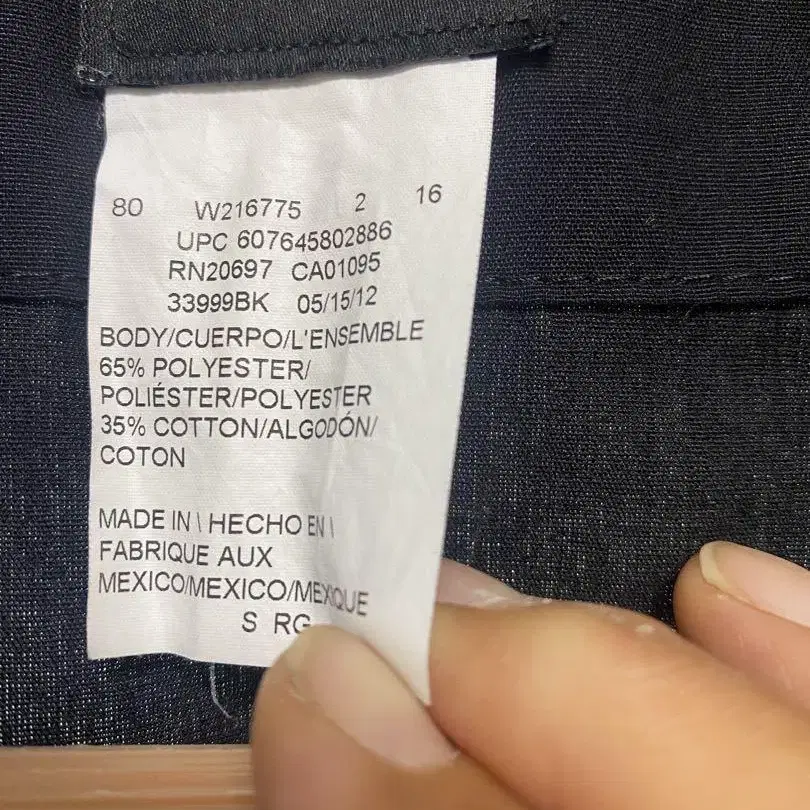 80 W216775 2 16
UPC 607645802886
RN20697 CA01095
33999BK 05/15/12
BODY/CUERPO/L'ENSEMBLE
65% POLYESTER/
POLIÉSTER/POLYESTER
35% COTTON/ALGODÓN/
COTON
MADE IN \ HECHO EN \
FABRIQUE AUX
MEXICO/MEXICO/MEXIQUE
S RG